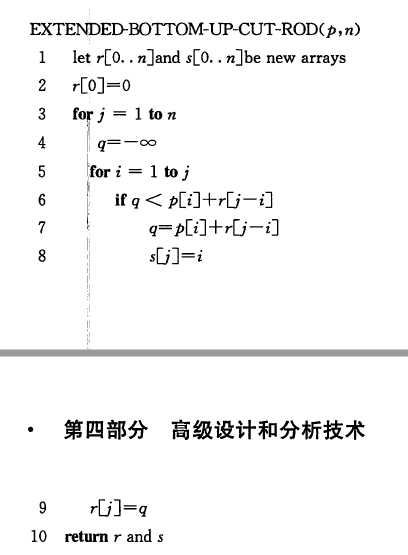 EXTENDED-BOTTOM-UP-CUT-ROD(p,n)
1 let r[0..n]and s[0..n]be new arrays
2 r[0]=0
3 for j = 1 to n
4 q=-∞
5 for i = 1 to j
6 if q < p[i]+r[j-i]
7 q=p[i]+r[j-i]
8 s[j]=i
· 第四部分 高级设计和分析技术
9 r[j]=q
10 return r and s